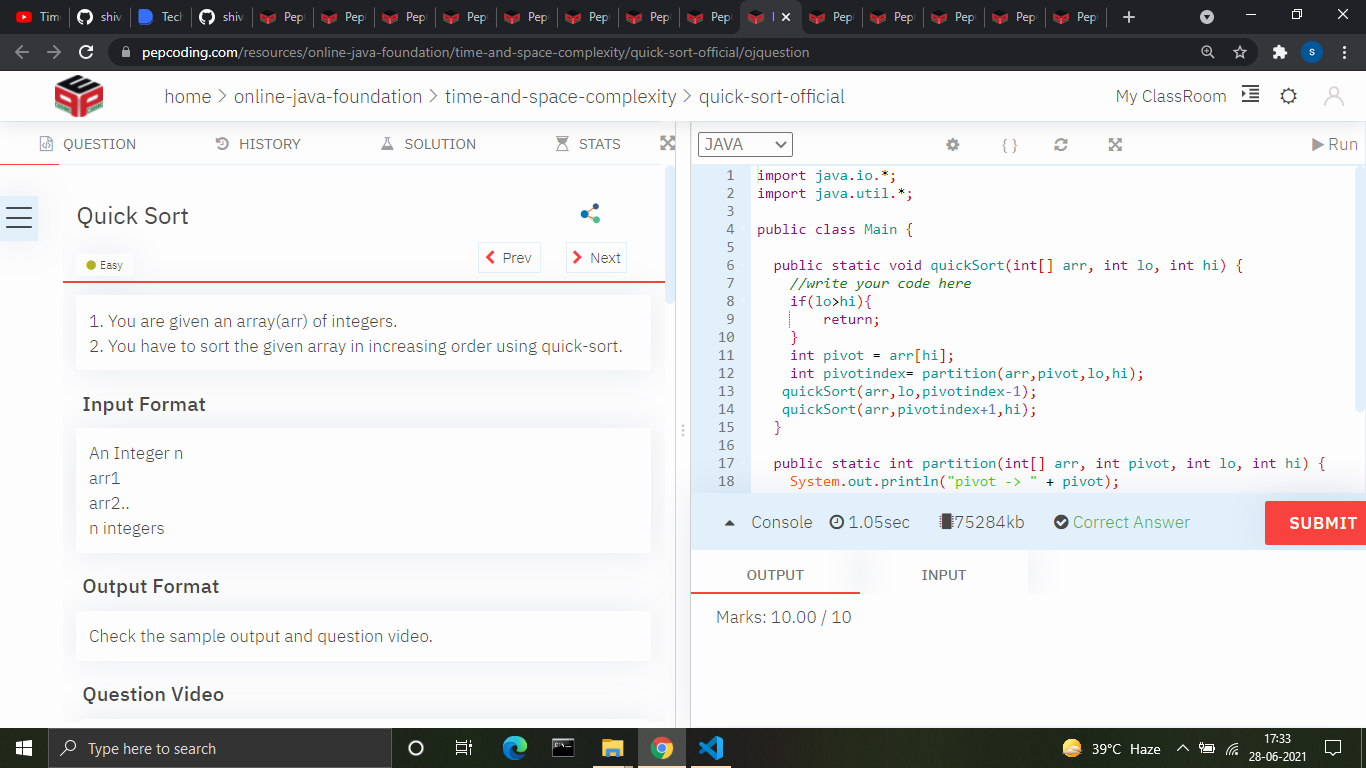 Time
shiv
Tech
shiv
Pep
Pep
Pep
Pep
Pep
Pep
Pep
Pep
Pep
Pep
Pep
Pep
Pep
pepcoding.com/resources/online-java-foundation/time-and-space-complexity/quick-sort-official/ojquestion
S
home > online-java-foundation > time-and-space-complexity > quick-sort-official
My ClassRoom
QUESTION
HISTORY
SOLUTION
STATS
Quick Sort
Easy
Prev
Next
1. You are given an array(arr) of integers.
2. You have to sort the given array in increasing order using quick-sort.
Input Format
An Integer n
arr1
arr2..
n integers
Output Format
Check the sample output and question video.
Question Video
JAVA
{ }
Run
1 import java.io.*;
2 import java.util.*;
3
4 public class Main {
5
6 public static void quickSort(int[] arr, int lo, int hi) {
7 //write your code here
8 if(lo>hi){
9 return;
10 }
11 int pivot = arr[hi];
12 int pivotindex= partition(arr,pivot,lo,hi);
13 quickSort(arr,lo,pivotindex-1);
14 quickSort(arr,pivotindex+1,hi);
15 }
16
17 public static int partition(int[] arr, int pivot, int lo, int hi) {
18 System.out.println("pivot -> " + pivot);
Console
1.05sec
75284kb
Correct Answer
SUBMIT
OUTPUT
INPUT
Marks: 10.00 / 10
Type here to search
39°C Haze
17:33
28-06-2021